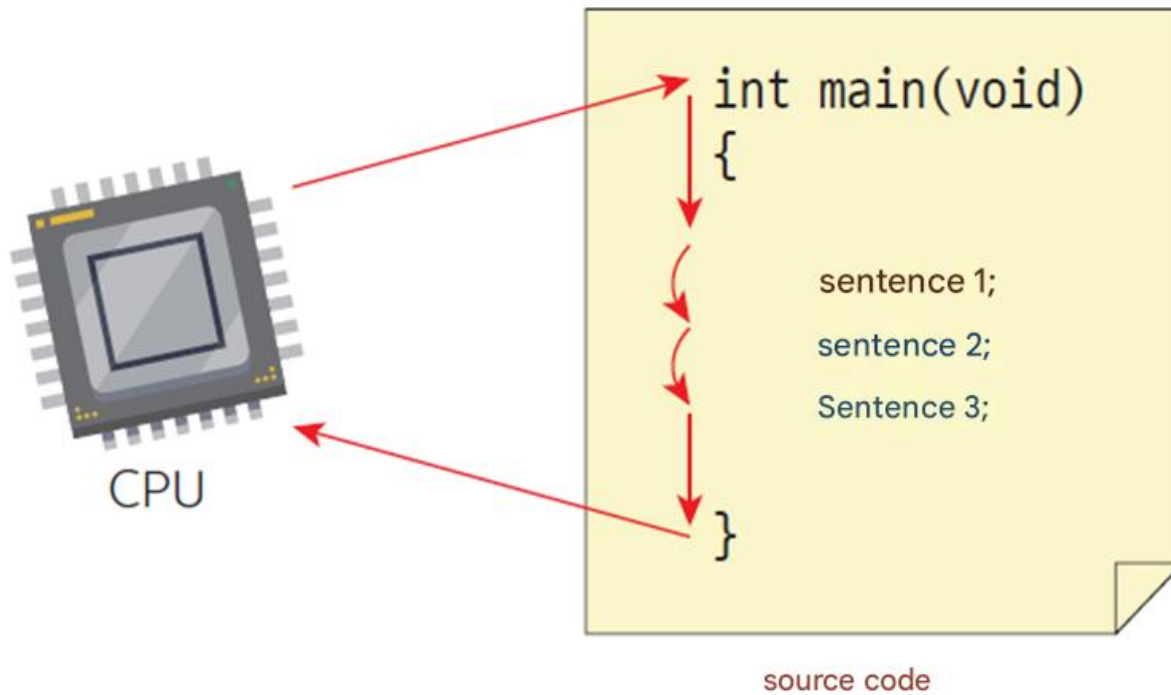 int main(void)
{
sentence 1;
sentence 2;
Sentence 3;
}
CPU
source code